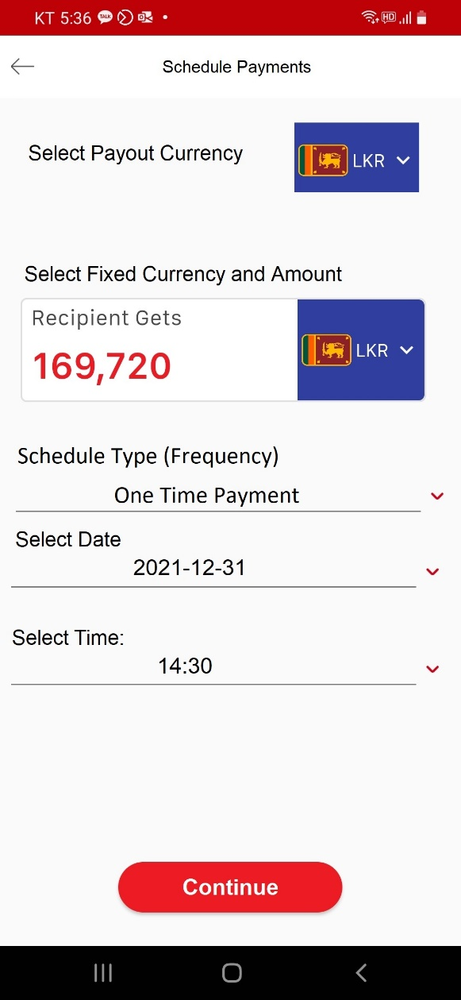 KT 5:36 TALK HD
Schedule Payments
Select Payout Currency
LKR
Select Fixed Currency and Amount
Recipient Gets
169,720
LKR
Schedule Type (Frequency)
One Time Payment
Select Date
2021-12-31
Select Time:
14:30
Continue